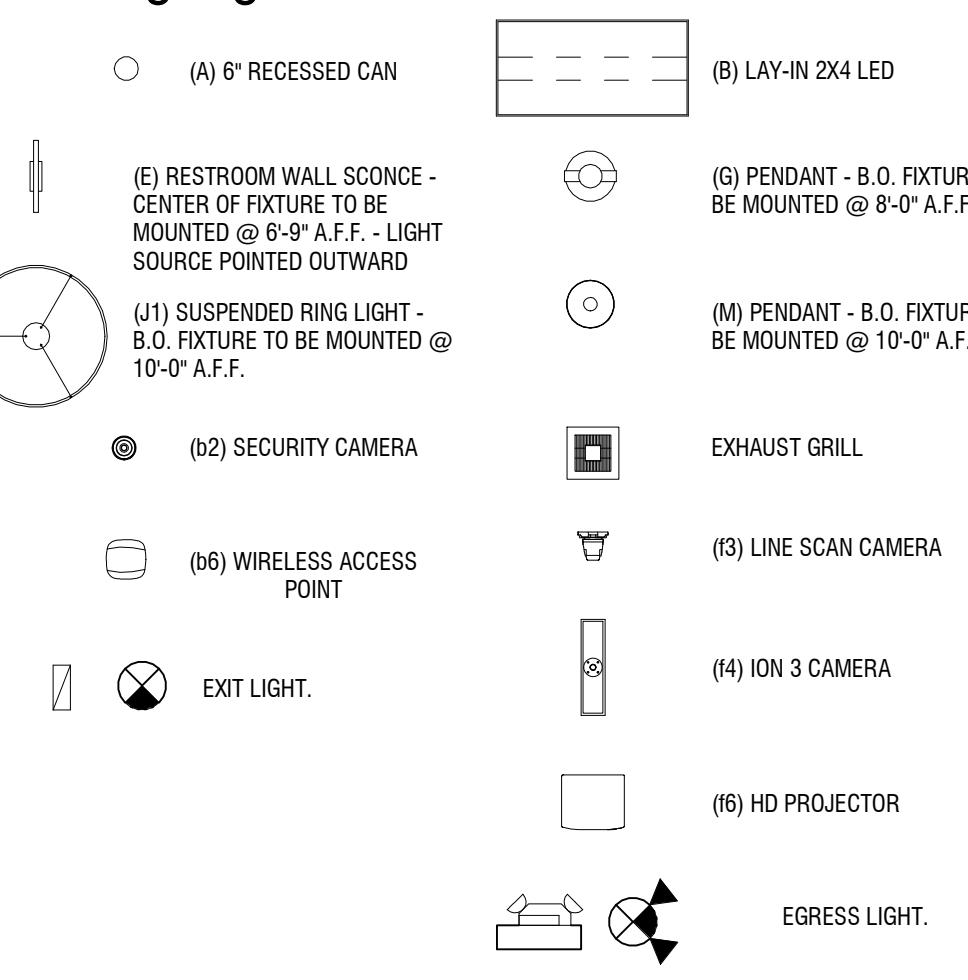 (A) 6" RECESSED CAN
(B) LAY-IN 2X4 LED
(E) RESTROOM WALL SCONCE -
CENTER OF FIXTURE TO BE
MOUNTED @ 6'-9" A.F.F. - LIGHT
SOURCE POINTED OUTWARD
(G) PENDANT - B.O.
BE MOUNTED @ 8'-0"
(J1) SUSPENDED RING LIGHT -
B.O. FIXTURE TO BE MOUNTED @
10'-0" A.F.F.
(M) PENDANT - B.O.
BE MOUNTED @ 10'-0"
(b2) SECURITY CAMERA
EXHAUST GRILL
(b6) WIRELESS ACCESS
POINT
(f3) LINE SCAN CAMERA
EXIT LIGHT.
(f4) ION 3 CAMERA
(f6) HD PROJECTOR
EGRESS LIGHT.